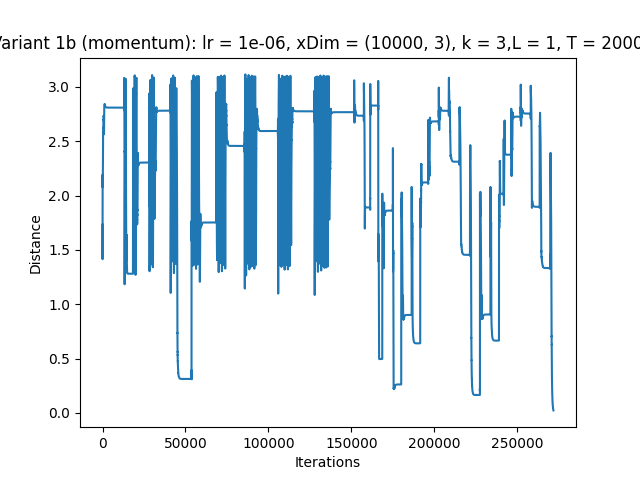 Variant 1b (momentum): lr = 1e-06, xDim = (10000, 3), k = 3,L = 1, T = 2000
3.0
2.5
2.0
1.5
1.0
0.5
0.0
Distance
0 50000 100000 150000 200000 250000
Iterations